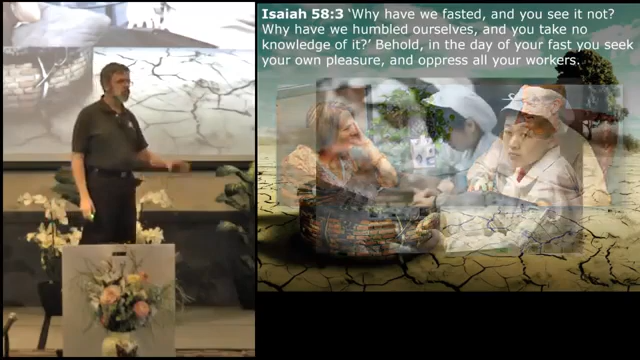 Isaiah 58:3 ‘Why have we fasted, and you see it not?
Why have we humbled ourselves, and you take no
knowledge of it?’ Behold, in the day of your fast you seek
your own pleasure, and oppress all your workers.